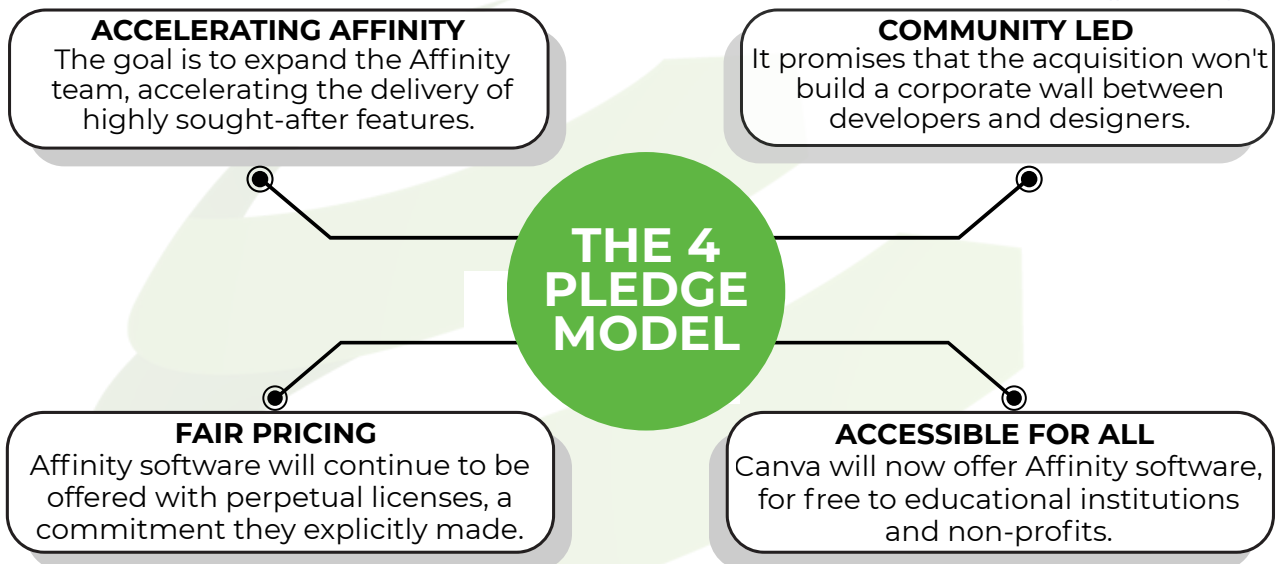 ACCELERATING AFFINITY
The goal is to expand the Affinity
team, accelerating the delivery of
highly sought-after features.
COMMUNITY LED
It promises that the acquisition won't
build a corporate wall between
developers and designers.
THE 4
PLEDGE
MODEL
FAIR PRICING
Affinity software will continue to be
offered with perpetual licenses, a
commitment they explicitly made.
ACCESSIBLE FOR ALL
Canva will now offer Affinity software,
for free to educational institutions
and non-profits.